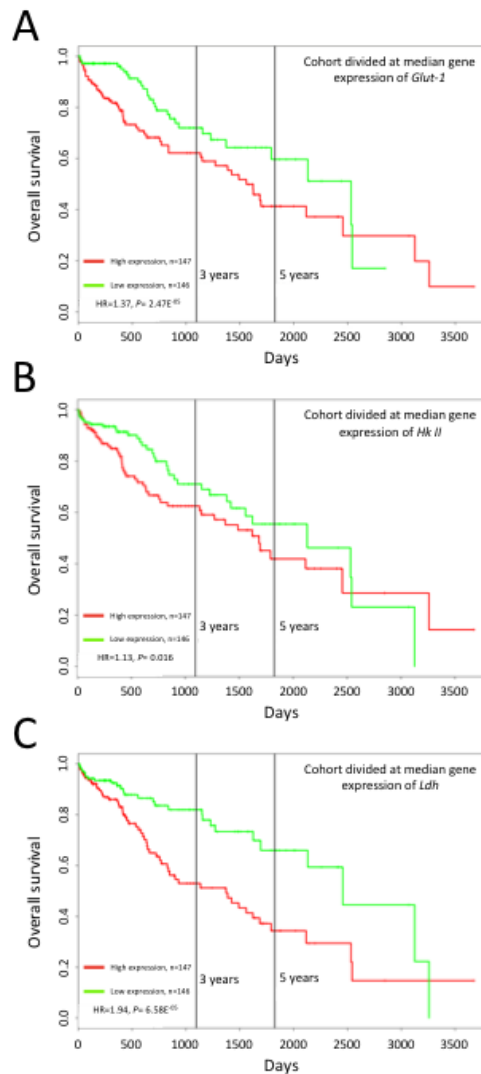 A
Cohort divided at median gene
expression of Glut-1
Overall survival
1.0
0.8
0.6
0.4
0.2
0.0
High expression, n=147
Low expression, n=146
HR=1.37, P= 2.47E-05
3 years
5 years
0 500 1000 1500 2000 2500 3000 3500
Days
B
Cohort divided at median gene
expression of Hk II
Overall survival
1.0
0.8
0.6
0.4
0.2
0.0
High expression, n=147
Low expression, n=146
HR=1.13, P= 0.016
3 years
5 years
0 500 1000 1500 2000 2500 3000 3500
Days
C
Cohort divided at median gene
expression of Ldh
Overall survival
1.0
0.8
0.6
0.4
0.2
0.0
High expression, n=147
Low expression, n=146
HR=1.94, P= 6.58E-05
3 years
5 years
0 500 1000 1500 2000 2500 3000 3500
Days